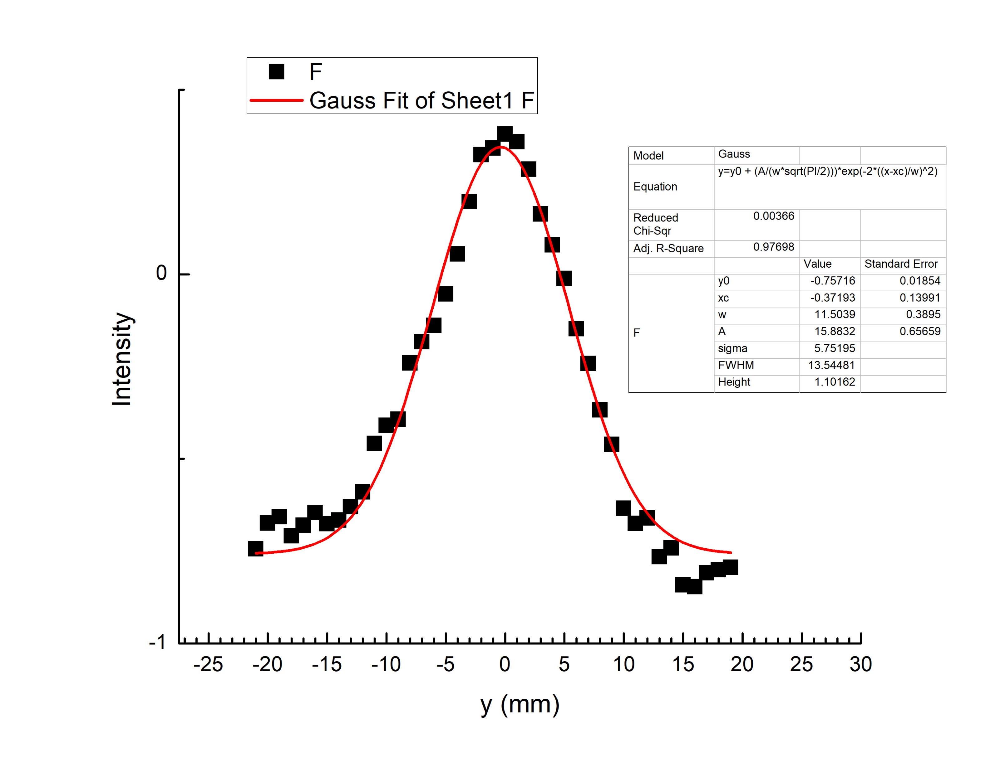 F
Gauss Fit of Sheet1 F
Model Gauss
Equation y=y0 + (A/(w*sqrt(PI/2)))*exp(-2*((x-xc)/w)^2)
Reduced Chi-Sqr 0.00366
Adj. R-Square 0.97698
Value Standard Error
F
y0 -0.75716 0.01854
xc -0.37193 0.13991
w 11.5039 0.3895
A 15.8832 0.65659
sigma 5.75195
FWHM 13.54481
Height 1.10162
0
-1
Intensity
-25 -20 -15 -10 -5 0 5 10 15 20 25 30
y (mm)